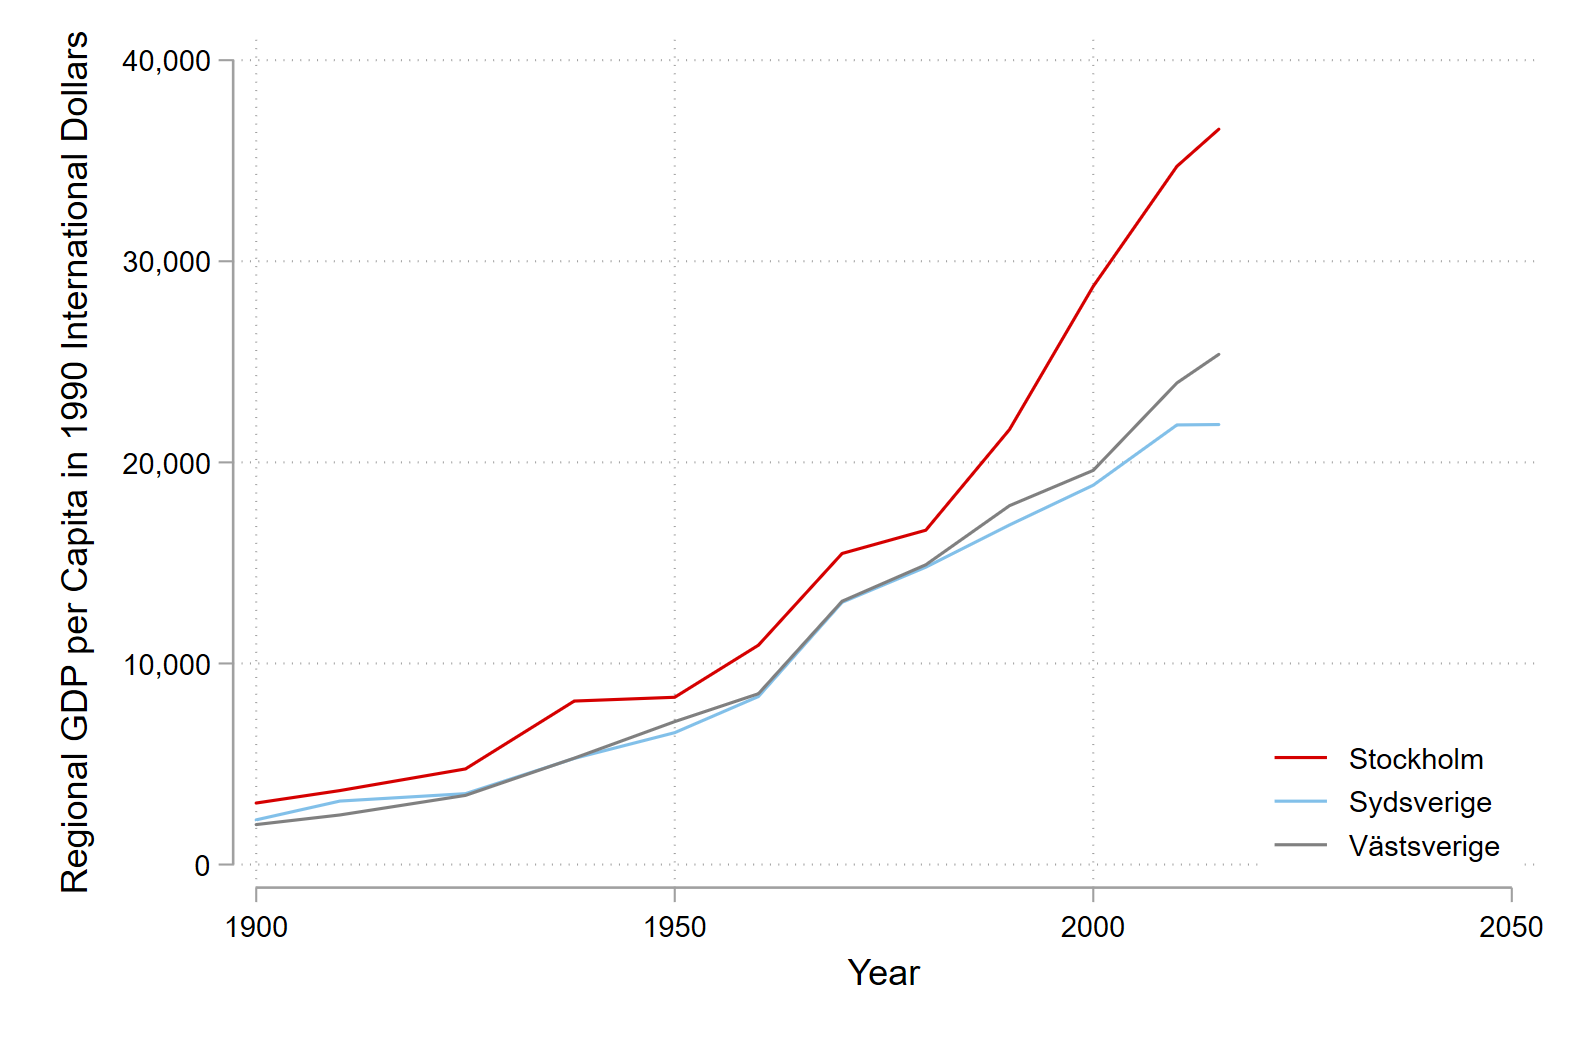 Regional GDP per Capita in 1990 International Dollars
40,000
30,000
20,000
10,000
0
1900 1950 2000 2050
Year
Stockholm
Sydsverige
Västsverige